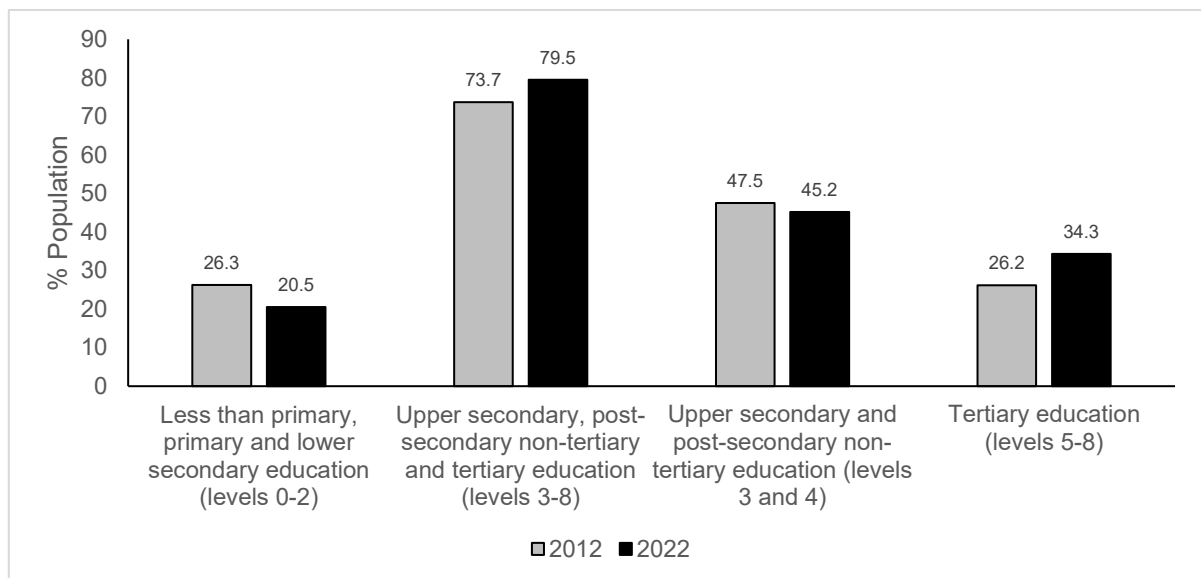 % Population
90
80
70
60
50
40
30
20
10
0
26.3
20.5
73.7
79.5
47.5
45.2
26.2
34.3
Less than primary,
primary and lower
secondary education
(levels 0-2)
Upper secondary, post-
secondary non-tertiary
and tertiary education
(levels 3-8)
Upper secondary and
post-secondary non-
tertiary education (levels
3 and 4)
Tertiary education
(levels 5-8)
2012 2022